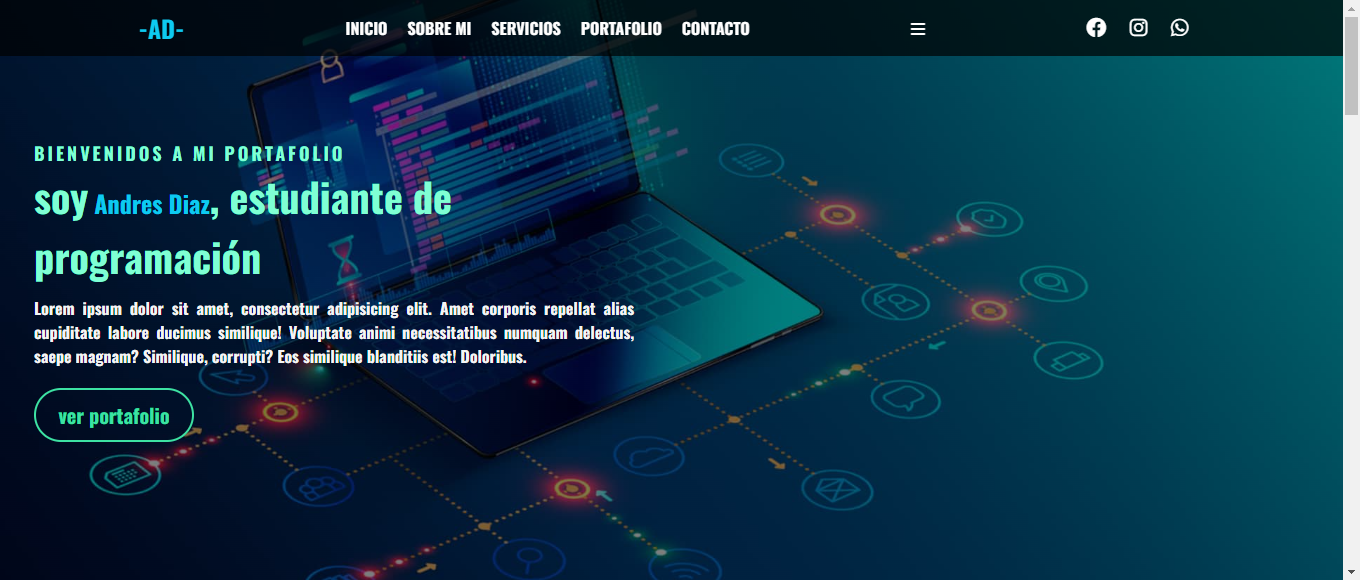 -AD-
INICIO SOBRE MI SERVICIOS PORTAFOLIO CONTACTO
BIENVENIDOS A MI PORTAFOLIO
soy Andres Diaz, estudiante de
programación
Lorem ipsum dolor sit amet, consectetur adipisicing elit. Amet corporis repellat alias
cupiditate labore ducimus similique! Voluptate animi necessitatibus numquam delectus,
saepe magnam? Similique, corrupti? Eos similique blanditiis est! Doloribus.
ver portafolio